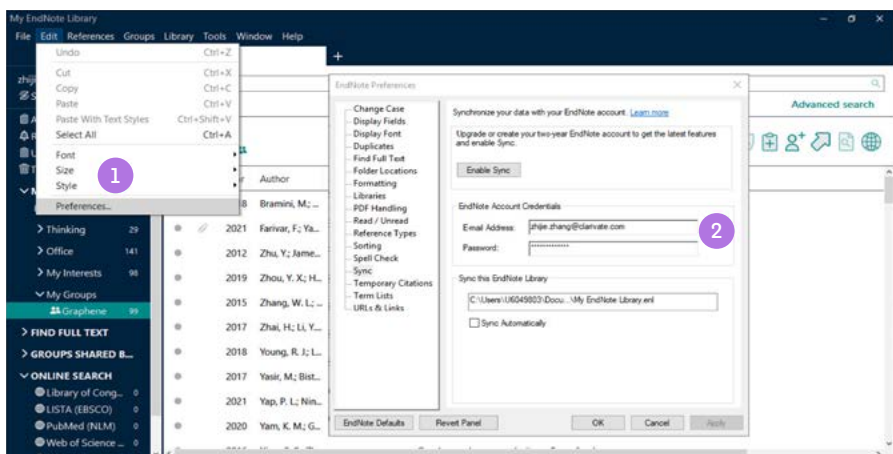 My EndNote Library
File Edit References Groups Library Tools Window Help
Undo Ctrl+Z
Cut Ctrl+X
Copy Ctrl+C
Paste Ctrl+V
Paste With Text Styles Ctrl+Shift+V
Select All Ctrl+A
Font
Size
Style
Preferences...
1
Advanced search
Author
Bramini, M.; ...
2021 Farivar, F.; Ya...
2012 Zhu, Y.; Jame...
2019 Zhou, Y. X.; H...
2015 Zhang, W. L.; ...
2017 Zhai, H.; Li, Y....
2018 Young, R. J.; L...
2017 Yasir, M.; Bist...
2021 Yap, P. L.; Nin...
2020 Yam, K. M.; G...
Thinking 29
Office 141
My Interests 98
My Groups
Graphene 99
FIND FULL TEXT
GROUPS SHARED B...
ONLINE SEARCH
Library of Cong... 0
LISTA (EBSCO) 0
PubMed (NLM) 0
Web of Science ... 0
EndNote Preferences
Change Case
Display Fields
Display Font
Duplicates
Find Full Text
Folder Locations
Formatting
Libraries
PDF Handling
Read / Unread
Reference Types
Sorting
Spell Check
Sync
Temporary Citations
Term Lists
URLs & Links
Synchronize your data with your EndNote account. Learn more
Upgrade or create your two-year EndNote account to get the latest features
and enable Sync.
Enable Sync
EndNote Account Credentials
E-mail Address: zhijie.zhang@clarivate.com
Password: *************
2
Sync this EndNote Library
C:\Users\U6049803\Docu...\My EndNote Library.enl
Sync Automatically
EndNote Defaults Revert Panel OK Cancel Apply